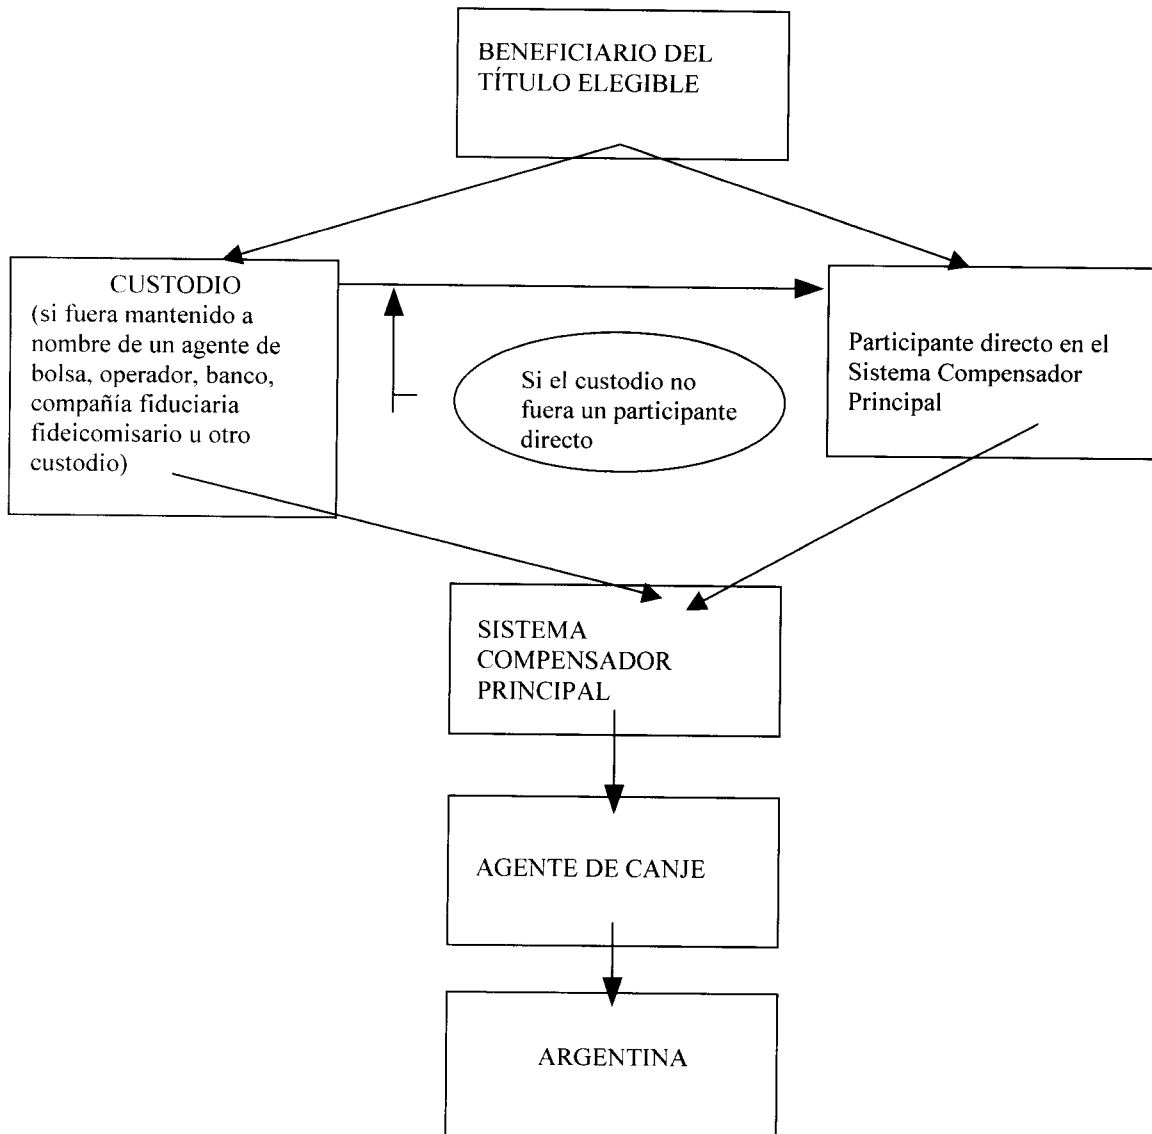 BENEFICIARIO DEL
TÍTULO ELEGIBLE
CUSTODIO
(si fuera mantenido a
nombre de un agente de
bolsa, operador, banco,
compañía fiduciaria
fideicomisario u otro
custodio)
Si el custodio no
fuera un participante
directo
Participante directo en el
Sistema Compensador
Principal
SISTEMA
COMPENSADOR
PRINCIPAL
AGENTE DE CANJE
ARGENTINA